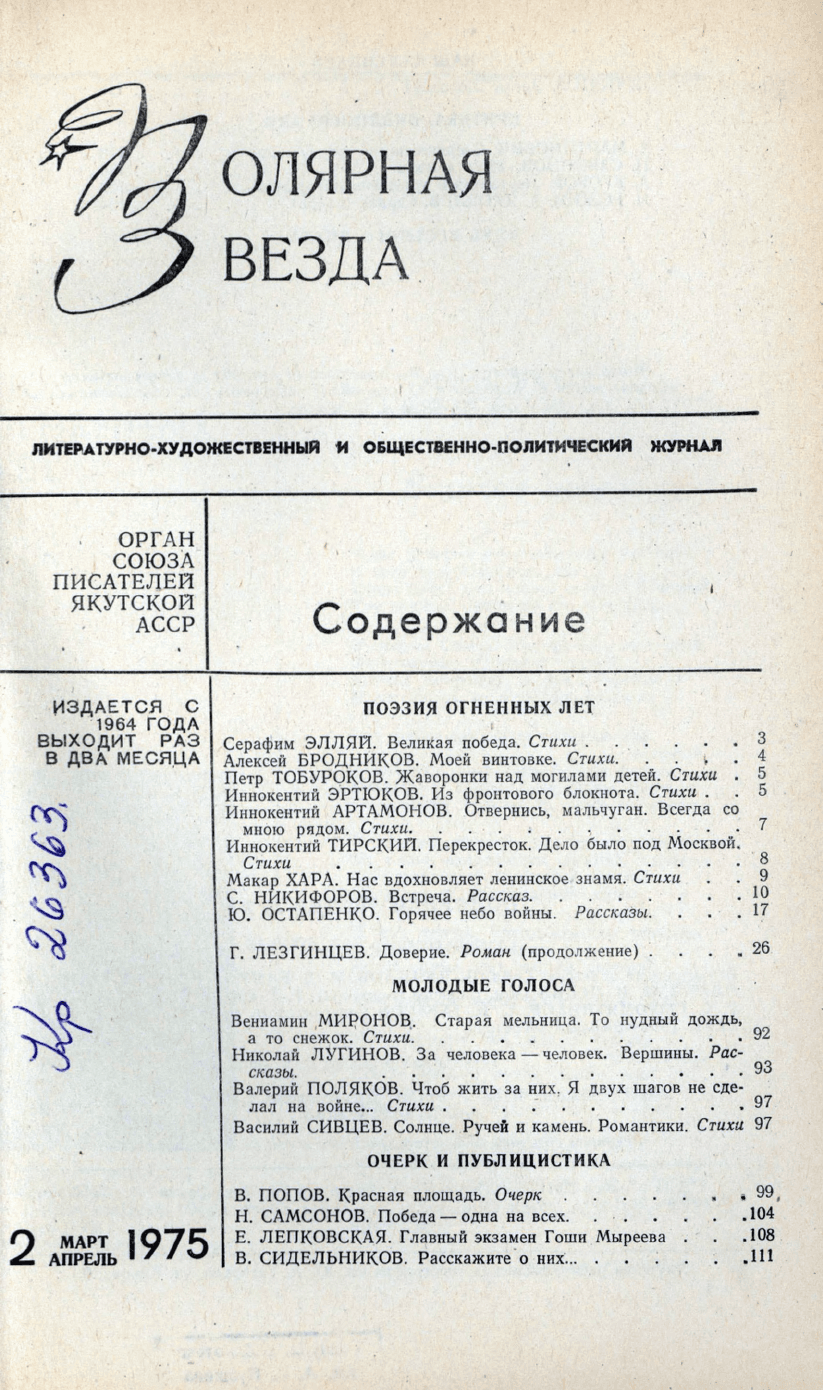 ПОЛЯРНАЯ
ЗВЕЗДА
ЛИТЕРАТУРНО-ХУДОЖЕСТВЕННЫЙ И ОБЩЕСТВЕННО-ПОЛИТИЧЕСКИЙ ЖУРНАЛ
ОРГАН
СОЮЗА
ПИСАТЕЛЕЙ
ЯКУТСКОЙ
АССР
Содержание
ИЗДАЕТСЯ С
1964 ГОДА
ВЫХОДИТ РАЗ
В ДВА МЕСЯЦА
Кр 26363.
2 МАРТ
АПРЕЛЬ 1975
ПОЭЗИЯ ОГНЕННЫХ ЛЕТ
Серафим ЭЛЛЯЙ. Великая победа. Стихи . . . . . . . 3
Алексей БРОДНИКОВ. Моей винтовке. Стихи. . . . . 4
Петр ТОБУРОКОВ. Жаворонки над могилами детей. Стихи . 5
Иннокентий ЭРТЮКОВ. Из фронтового блокнота. Стихи . . 5
Иннокентий АРТАМОНОВ. Отвернись, мальчуган. Всегда со
мною рядом. Стихи. . . . . . . . . . . . 7
Иннокентий ТИРСКИЙ. Перекресток. Дело было под Москвой.
Стихи . . . . . . . . . . . . . . 8
Макар ХАРА. Нас вдохновляет ленинское знамя. Стихи . . 9
С. НИКИФОРОВ. Встреча. Рассказ. . . . . . . . 10
Ю. ОСТАПЕНКО. Горячее небо войны. Рассказы. . . . 17
Г. ЛЕЗГИНЦЕВ. Доверие. Роман (продолжение) . . . . 26
МОЛОДЫЕ ГОЛОСА
Вениамин МИРОНОВ. Старая мельница. То нудный дождь,
а то снежок. Стихи. . . . . . . . . . . . 92
Николай ЛУГИНОВ. За человека — человек. Вершины. Рас-
сказы. . . . . . . . . . . . . . 93
Валерий ПОЛЯКОВ. Чтоб жить за них. Я двух шагов не сде-
лал на войне... Стихи . . . . . . . . . . . 97
Василий СИВЦЕВ. Солнце. Ручей и камень. Романтики. Стихи 97
ОЧЕРК И ПУБЛИЦИСТИКА
В. ПОПОВ. Красная площадь. Очерк . . . . . . . 99
Н. САМСОНОВ. Победа — одна на всех. . . . . . . 104
Е. ЛЕПКОВСКАЯ. Главный экзамен Гоши Мыреева . . . 108
В. СИДЕЛЬНИКОВ. Расскажите о них... . . . . . . 111